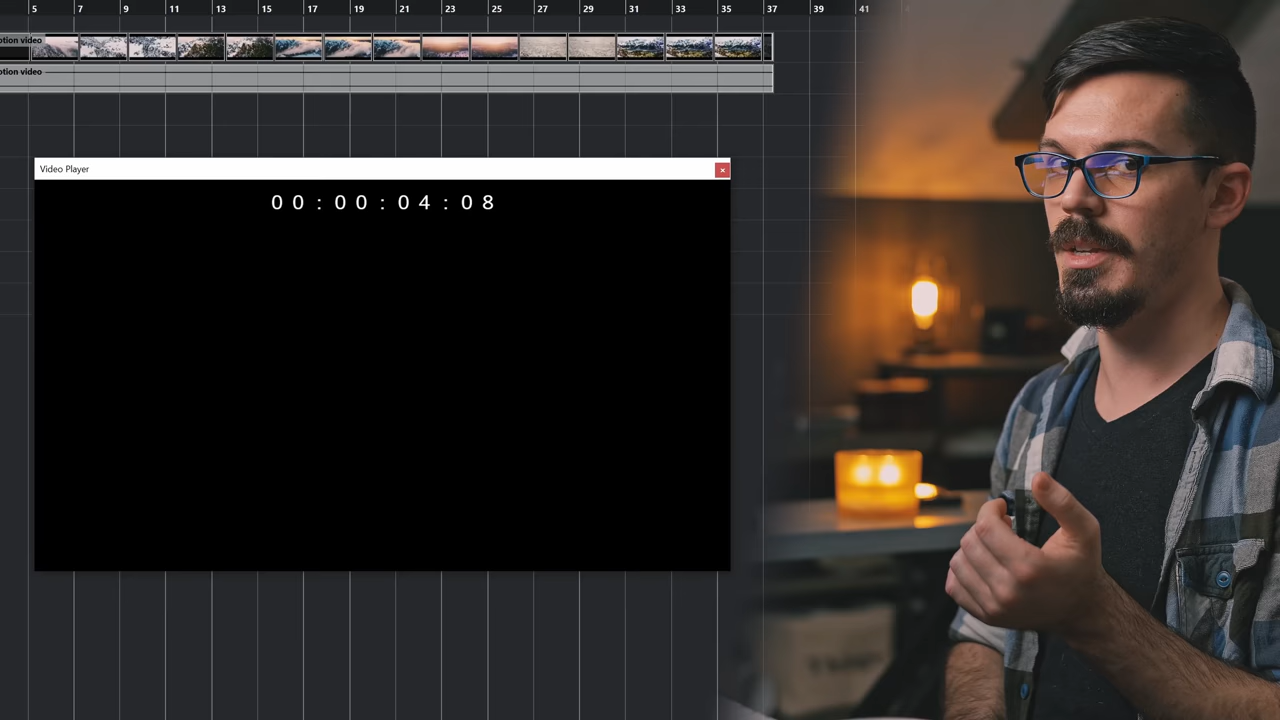 5 7 9 11 13 15 17 19 21 23 25 27 29 31 33 35 37 39 41
otion video
otion video
Video Player
00:00:04:08